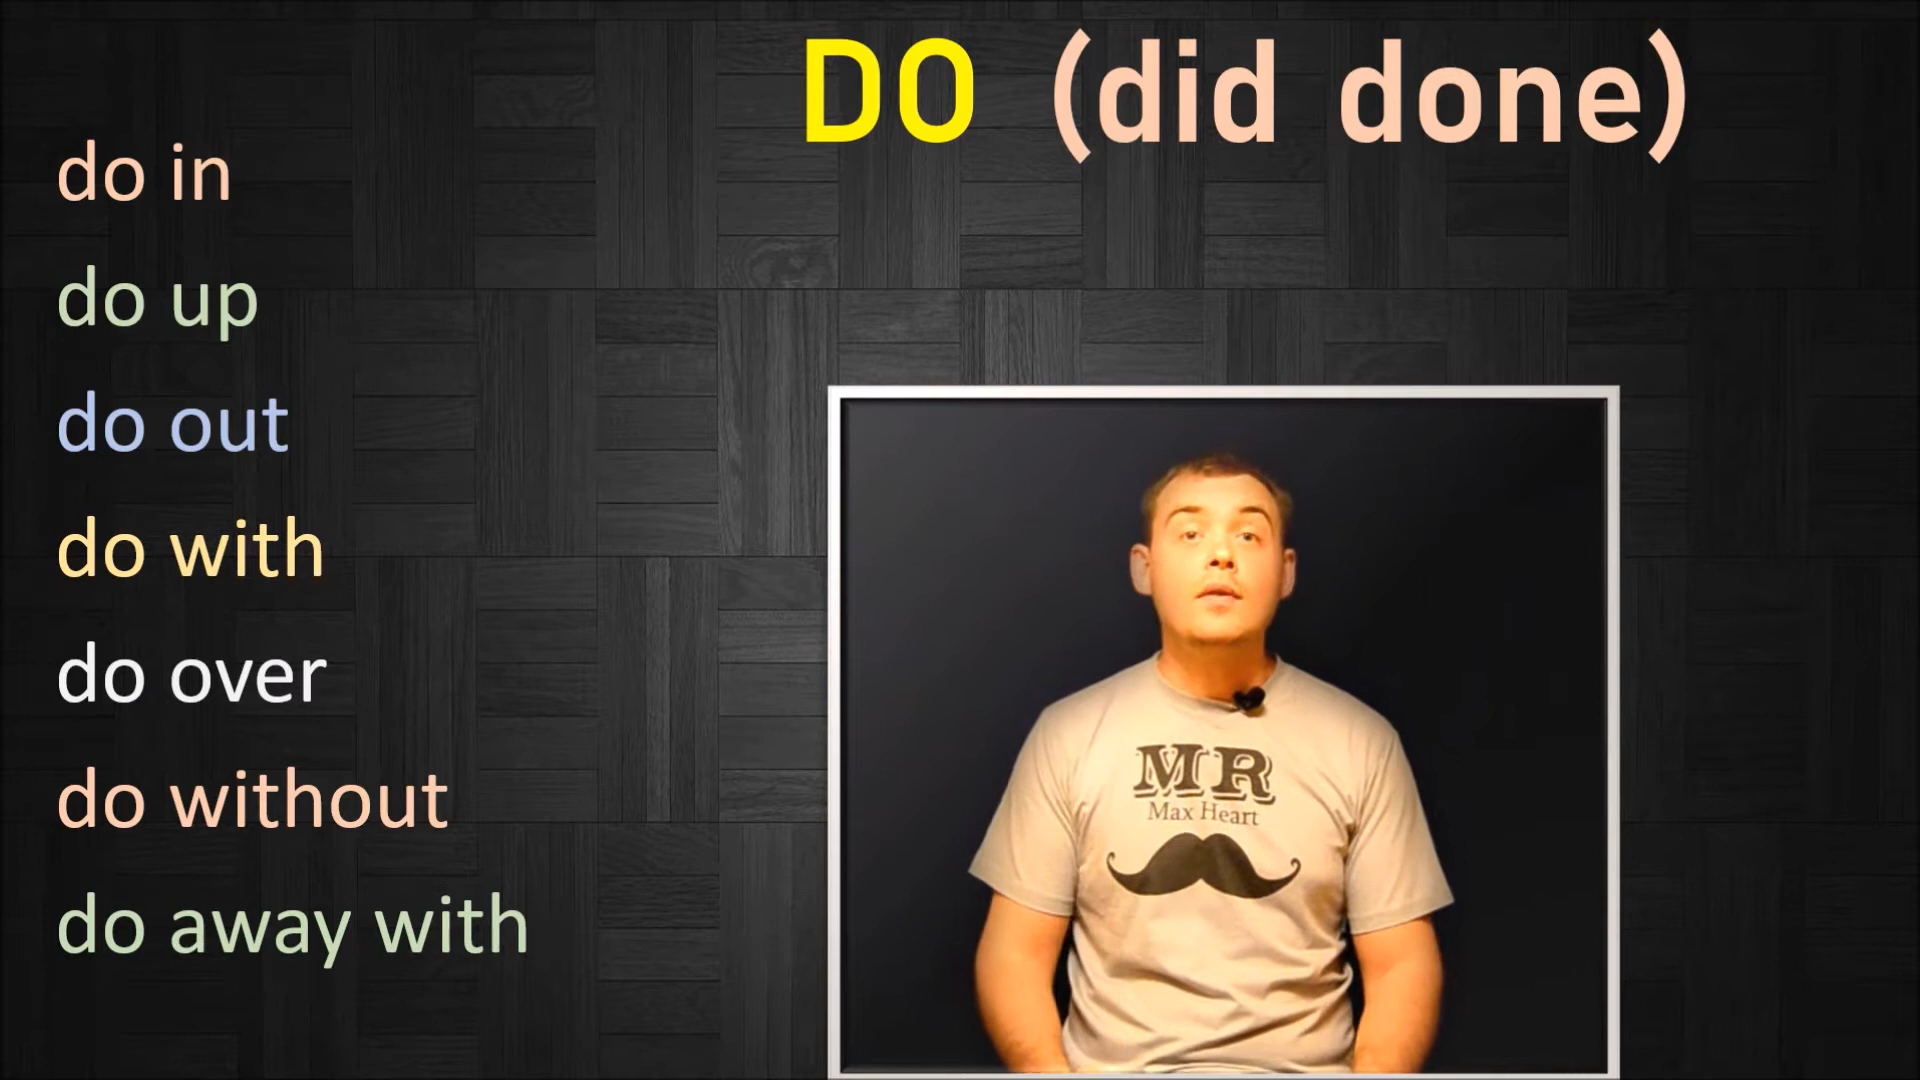 DO (did done)
do in
do up
do out
do with
do over
do without
do away with
MR
Max Heart